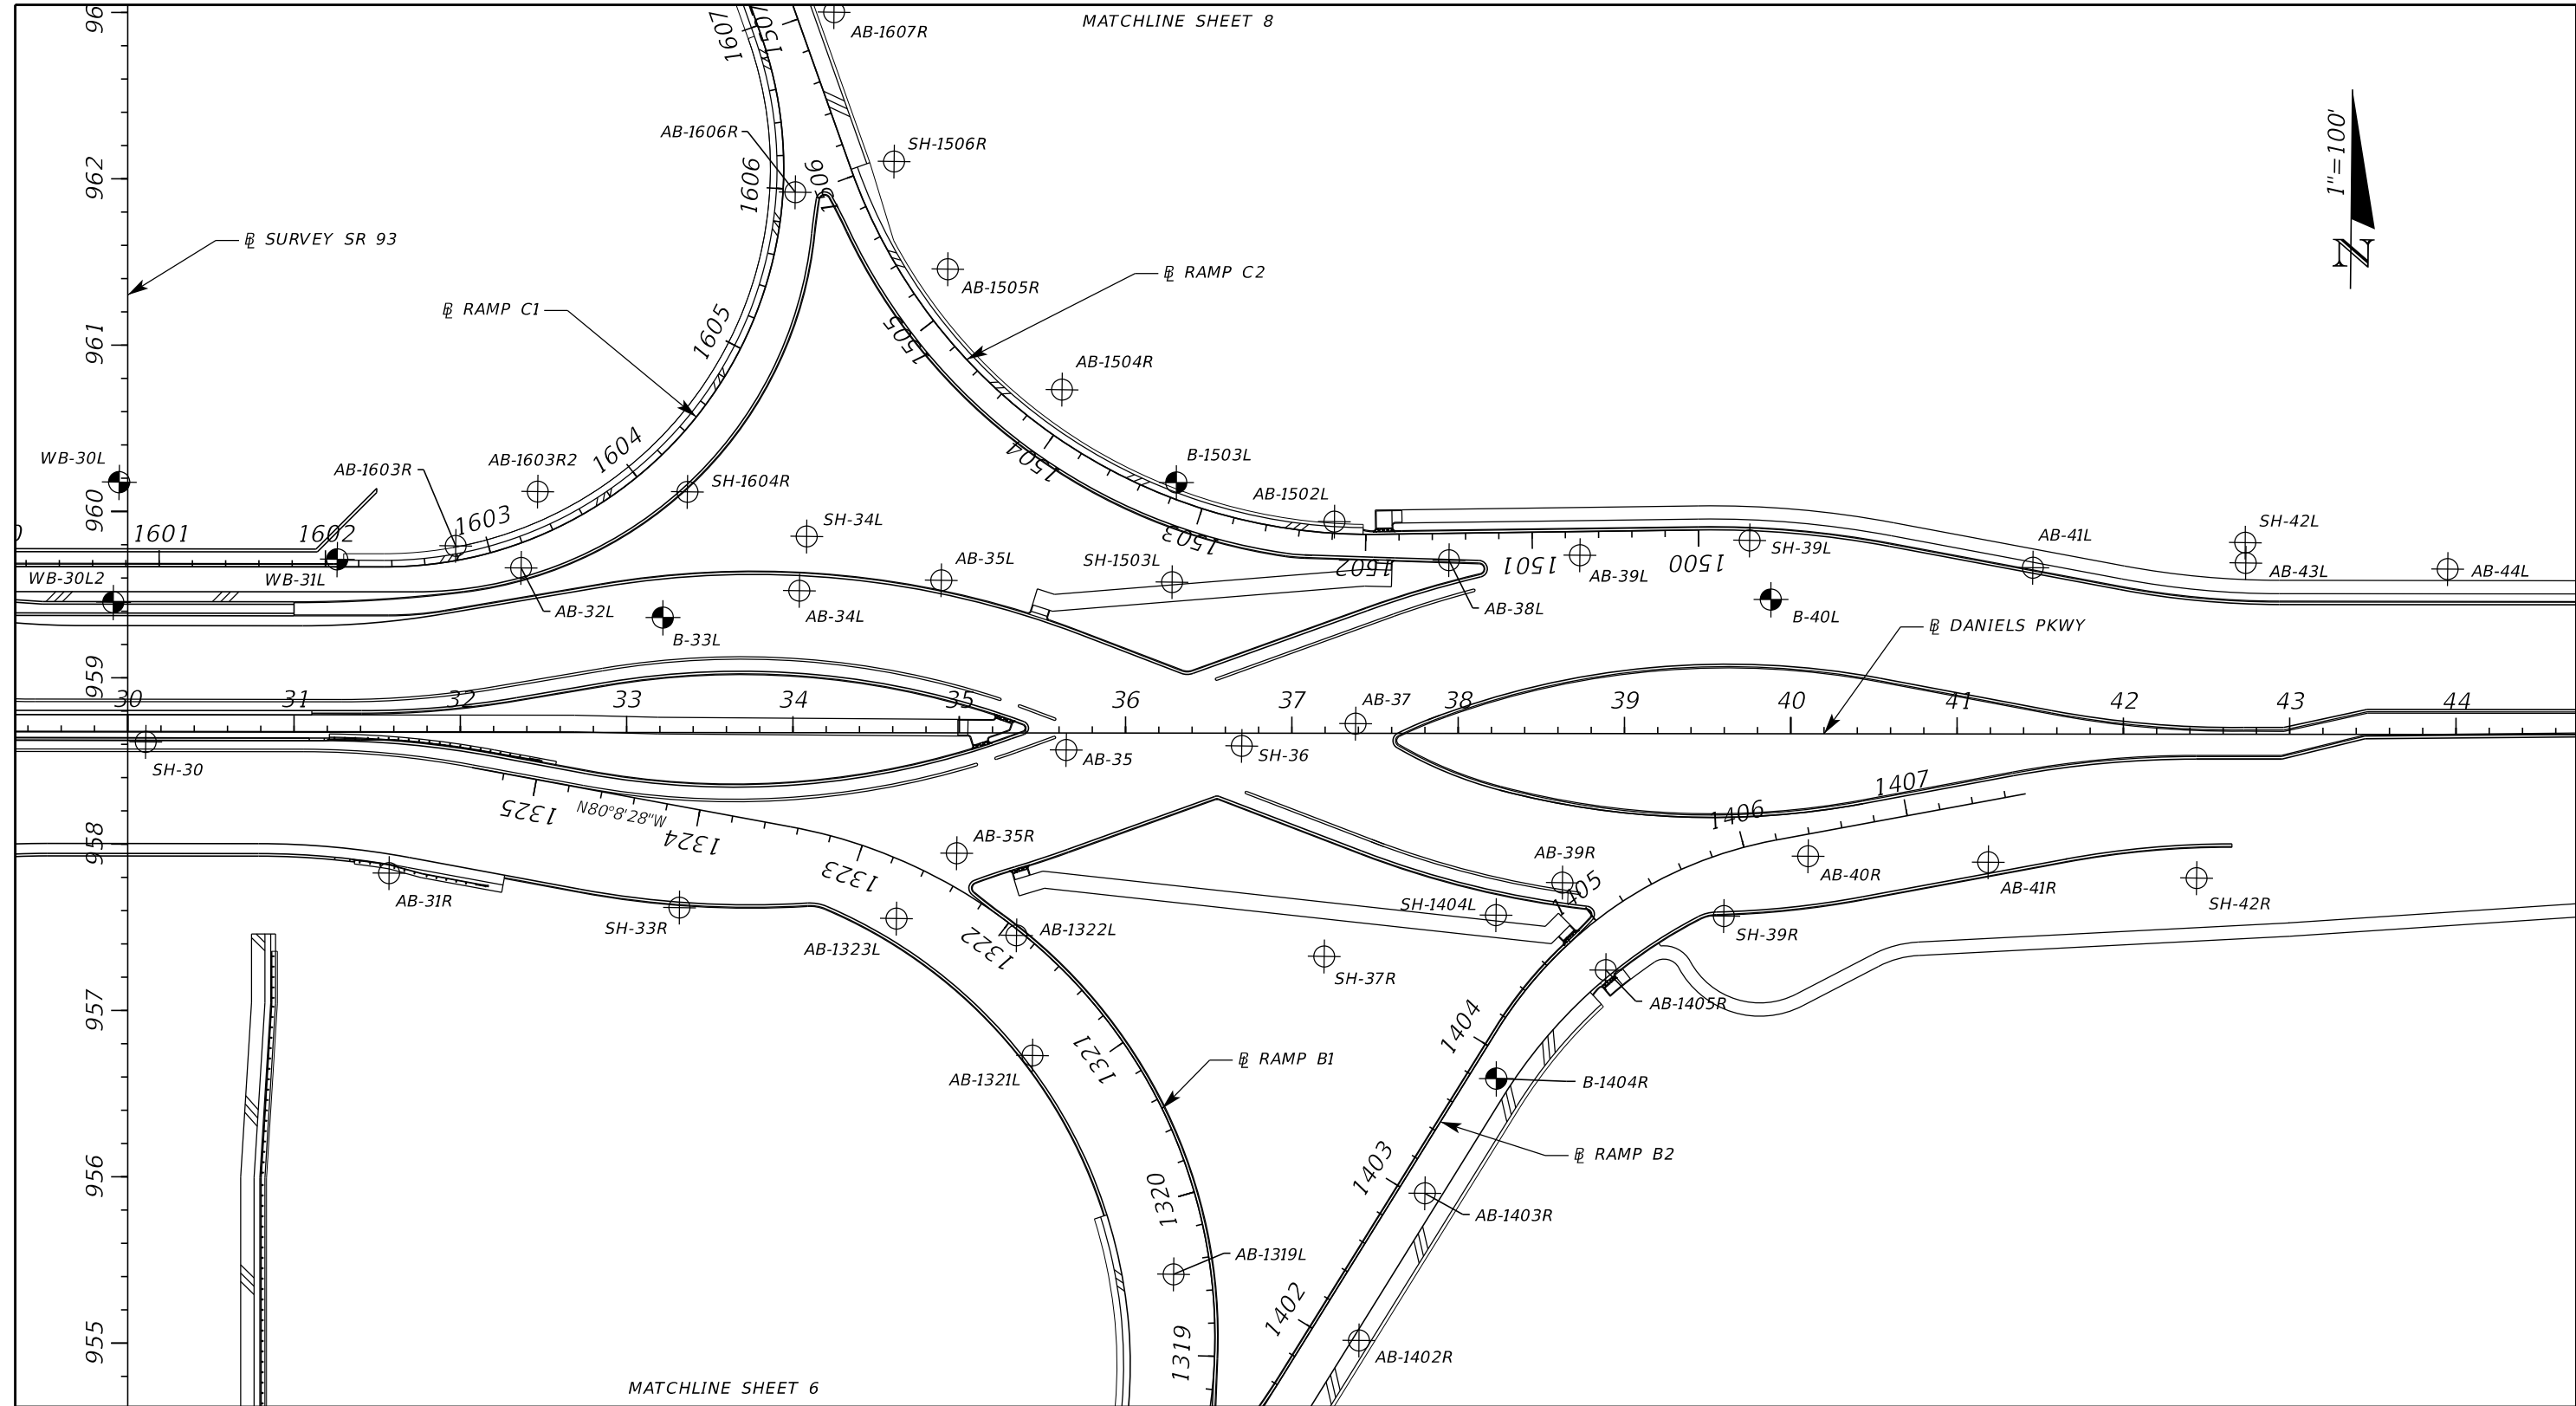 MATCHLINE SHEET 8
AB-1607R
1607
1507
96
AB-1606R
SH-1506R
1606
1506
962
1"=100'
N
℄ SURVEY SR 93
℄ RAMP C2
AB-1505R
℄ RAMP C1
1605
1505
961
AB-1504R
WB-30L
AB-1603R
AB-1603R2
1604
1504
SH-1604R
B-1503L
AB-1502L
960
0
1601
1602
1603
SH-34L
AB-35L
SH-1503L
1503
1502
1501
1500
SH-39L
AB-39L
AB-41L
SH-42L
AB-43L
AB-44L
WB-30L2
WB-31L
AB-32L
B-33L
AB-34L
AB-38L
B-40L
℄ DANIELS PKWY
959
30
31
32
33
34
35
36
37
38
39
40
41
42
43
44
AB-37
SH-30
AB-35
SH-36
1325
N80°8'28"W
1324
1323
1407
1406
958
AB-35R
AB-39R
1405
AB-40R
AB-41R
SH-42R
AB-31R
SH-33R
AB-1323L
1322
AB-1322L
SH-1404L
SH-39R
SH-37R
957
AB-1405R
1404
1321
AB-1321L
℄ RAMP B1
B-1404R
956
1403
℄ RAMP B2
1320
AB-1403R
AB-1319L
955
1402
1319
AB-1402R
MATCHLINE SHEET 6